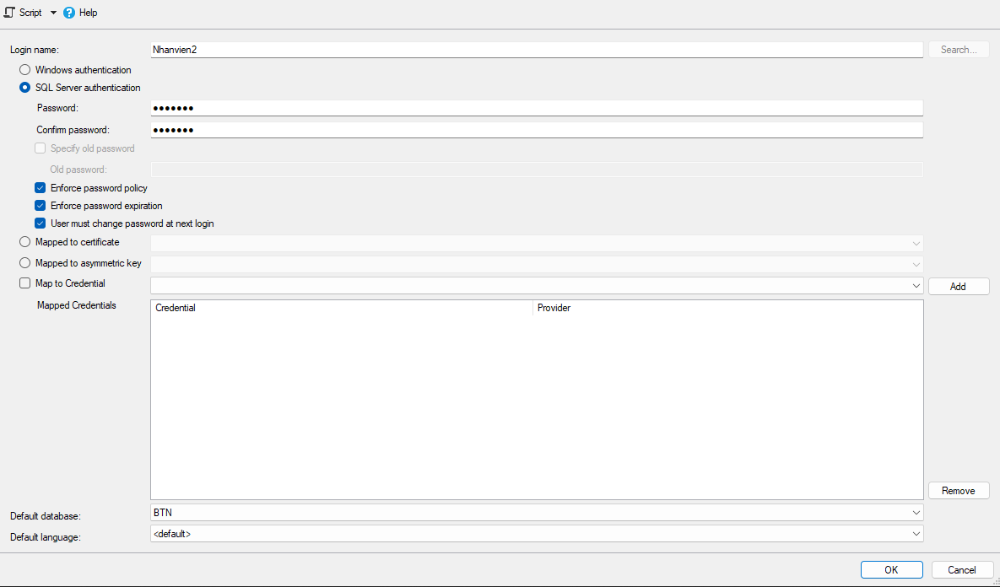 Script Help
Login name: Nhanvien2 Search...
Windows authentication
SQL Server authentication
Password: ●●●●●●●
Confirm password: ●●●●●●●
Specify old password
Old password:
Enforce password policy
Enforce password expiration
User must change password at next login
Mapped to certificate
Mapped to asymmetric key
Map to Credential Add
Mapped Credentials Credential Provider
Remove
Default database: BTN
Default language: <default>
OK Cancel